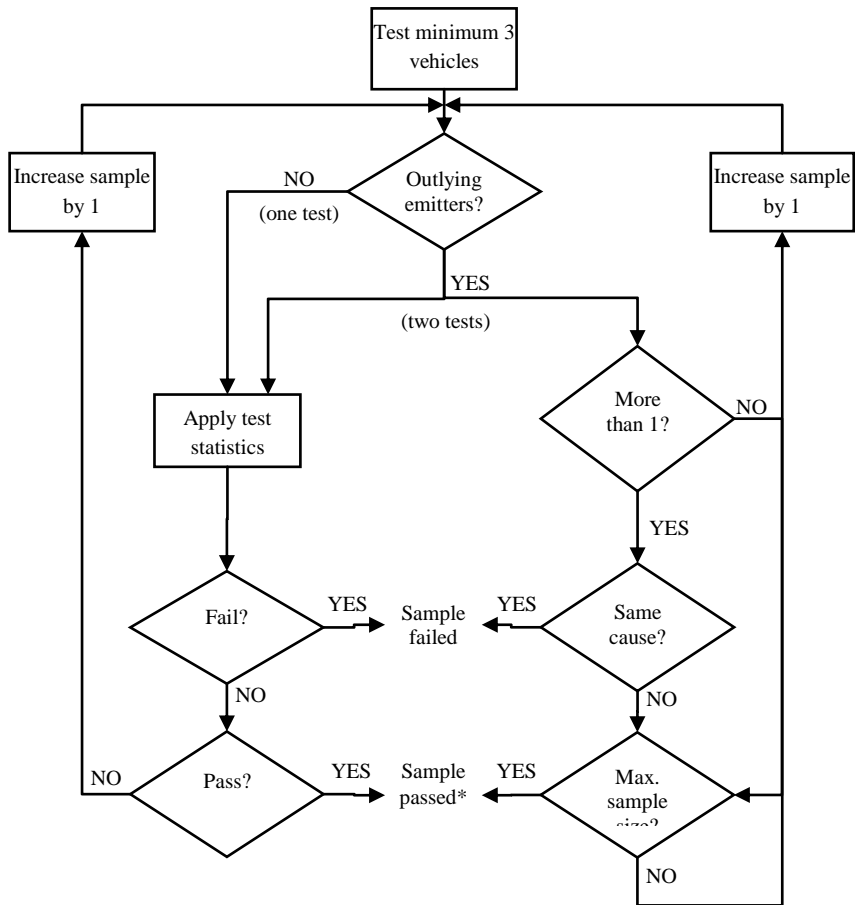 Test minimum 3
vehicles
Increase sample
by 1
NO
(one test)
Outlying
emitters?
Increase sample
by 1
YES
(two tests)
Apply test
statistics
More
than 1?
NO
YES
Fail?
YES
Sample
failed
YES
Same
cause?
NO
NO
NO
Pass?
YES
Sample
passed*
YES
Max.
sample
size?
NO